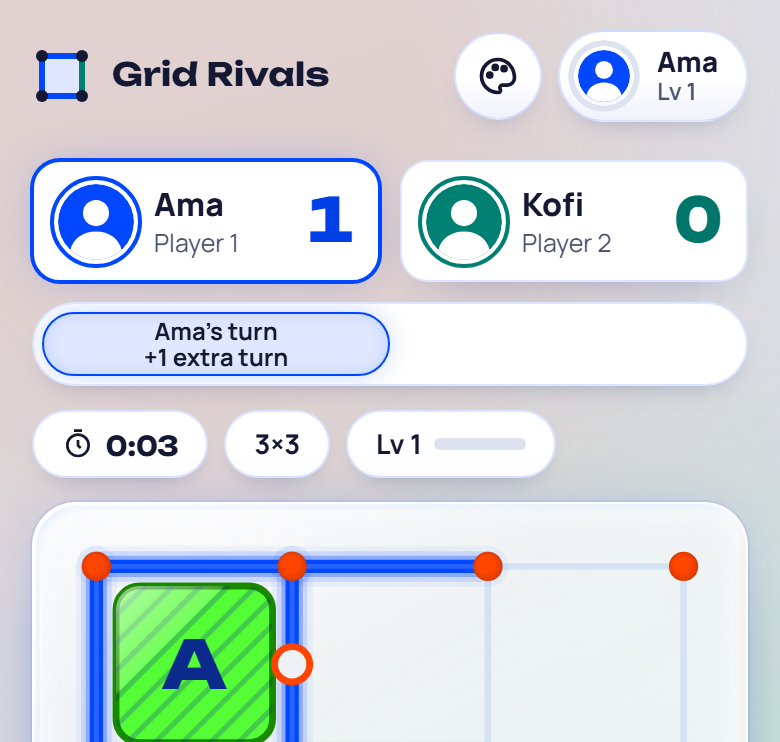 Grid Rivals
Ama
Lv 1
Ama
Player 1
1
Kofi
Player 2
0
Ama's turn
+1 extra turn
0:03
3×3
Lv 1
A